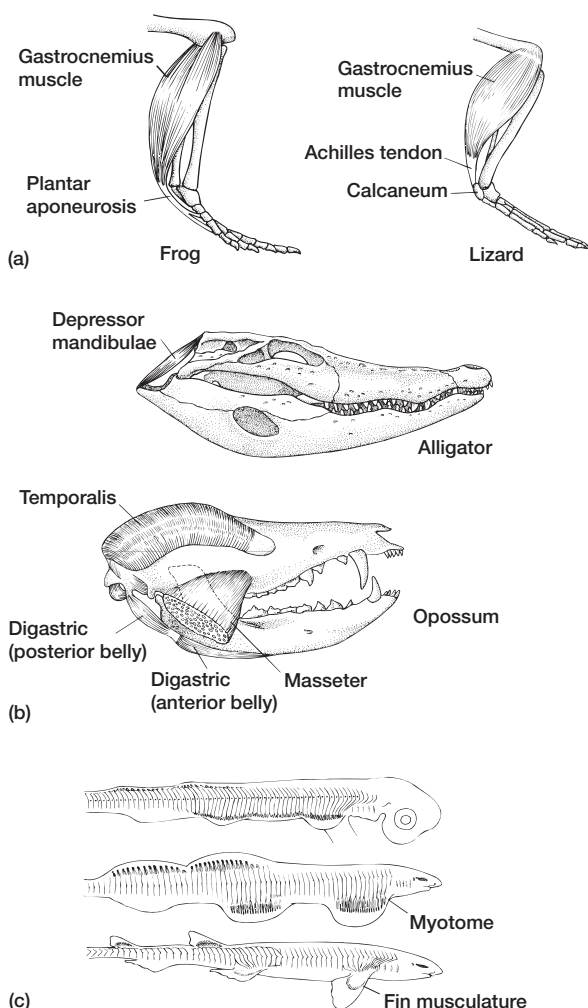 Gastrocnemius
muscle
Gastrocnemius
muscle
Achilles tendon
Plantar
aponeurosis
Calcaneum
(a)
Frog
Lizard
Depressor
mandibulae
Alligator
Temporalis
Opossum
Digastric
(posterior belly)
Digastric
(anterior belly)
Masseter
(b)
Myotome
Fin musculature
(c)